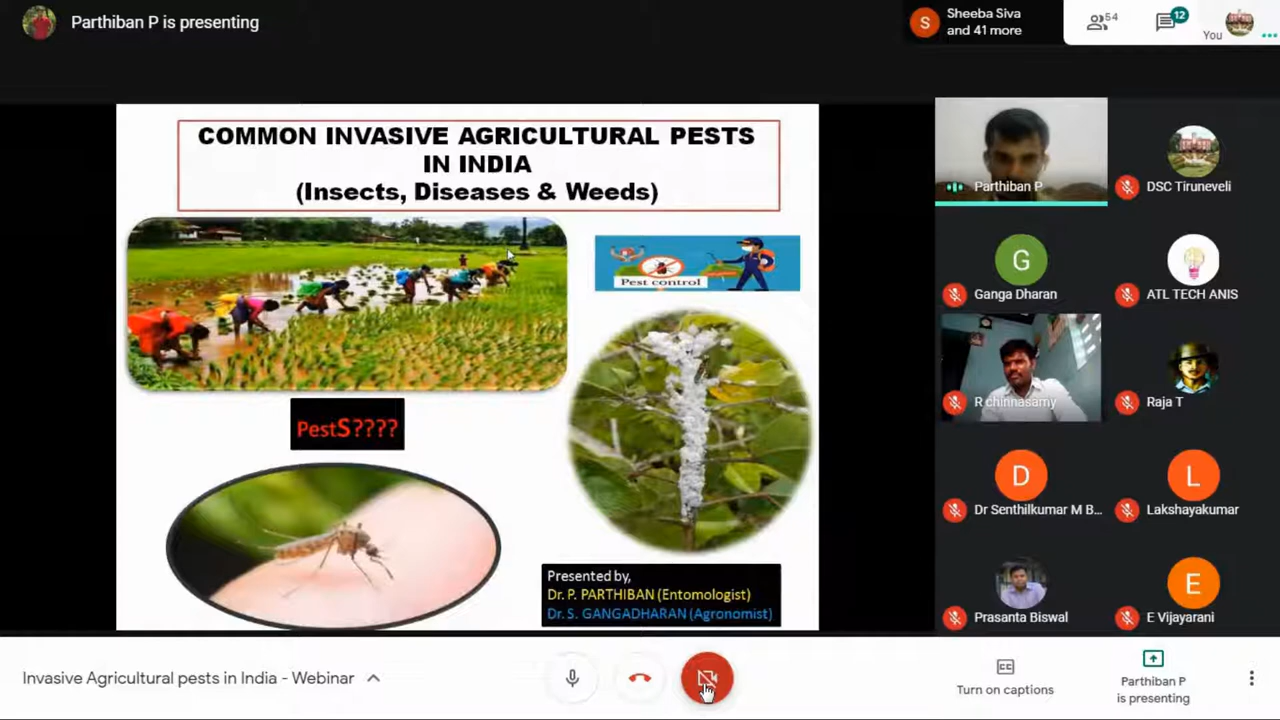 Parthiban P is presenting
Sheeba Siva
and 41 more
54
12
You
COMMON INVASIVE AGRICULTURAL PESTS
IN INDIA
(Insects, Diseases & Weeds)
Pest control
PestS????
Presented by,
Dr. P. PARTHIBAN (Entomologist)
Dr. S. GANGADHARAN (Agronomist)
Parthiban P
DSC Tiruneveli
G
Ganga Dharan
ATL TECH ANIS
R chinnasamy
Raja T
D
Dr Senthilkumar M B...
L
Lakshayakumar
Prasanta Biswal
E
E Vijayarani
Invasive Agricultural pests in India - Webinar
CC
Turn on captions
Parthiban P
is presenting
S